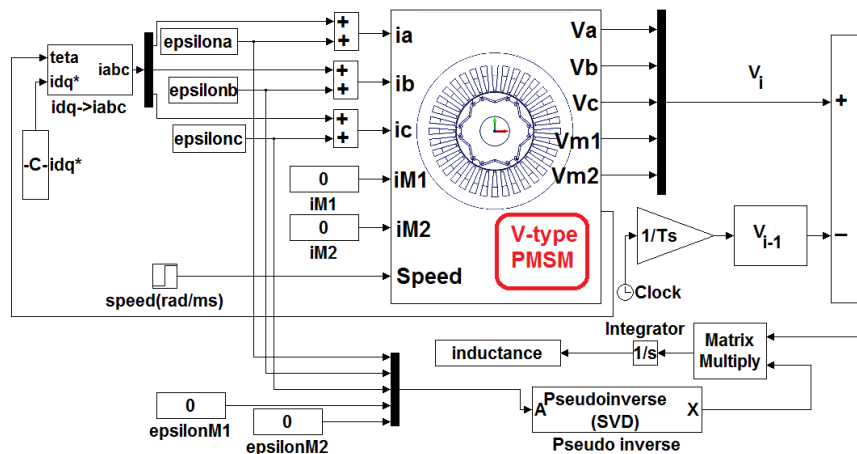 teta
idq*
iabc
idq->iabc
-C-
idq*
epsilona
epsilonb
epsilonc
+
+
+
+
+
+
ia
ib
ic
iM1
iM2
Speed
0
iM1
0
iM2
speed(rad/ms)
V-type
PMSM
Va
Vb
Vc
Vm1
Vm2
Vi
+
−
1/Ts
Vi-1
Clock
Integrator
inductance
1/s
Matrix
Multiply
0
epsilonM1
0
epsilonM2
A
Pseudoinverse
(SVD)
X
Pseudo inverse